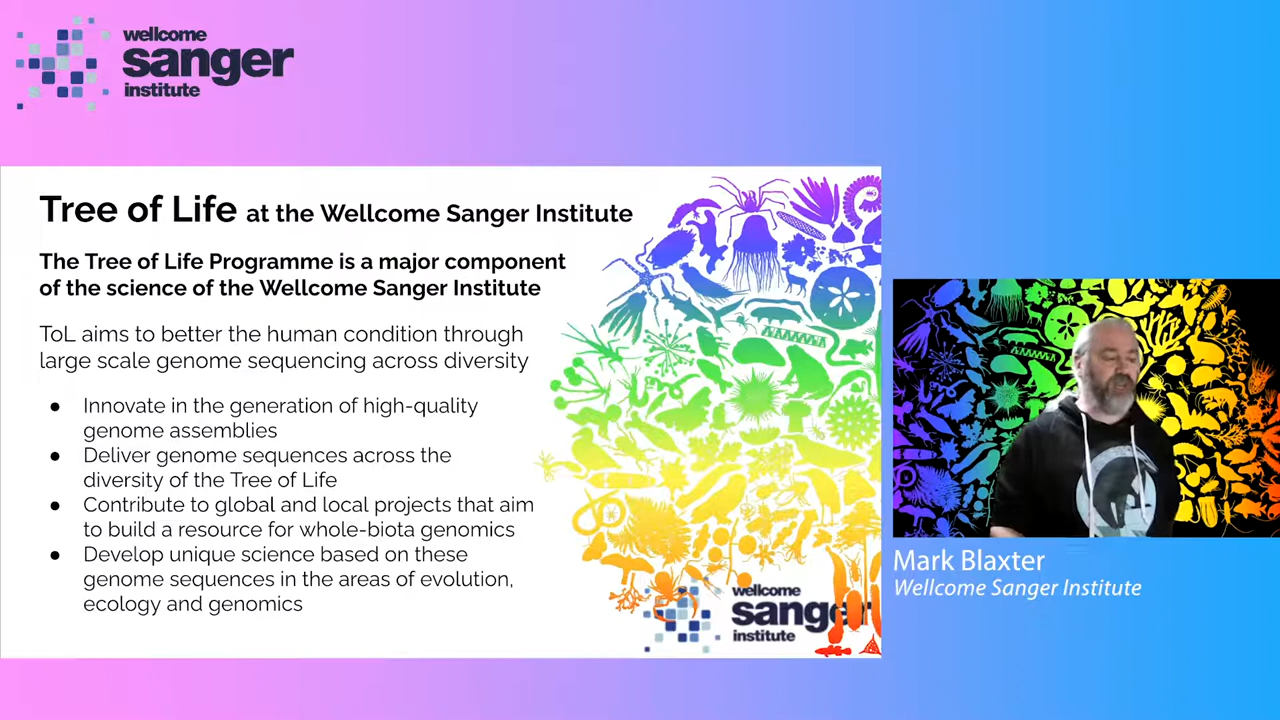 wellcome
sanger
institute
Tree of Life at the Wellcome Sanger Institute
The Tree of Life Programme is a major component
of the science of the Wellcome Sanger Institute
ToL aims to better the human condition through
large scale genome sequencing across diversity
● Innovate in the generation of high-quality
genome assemblies
● Deliver genome sequences across the
diversity of the Tree of Life
● Contribute to global and local projects that aim
to build a resource for whole-biota genomics
● Develop unique science based on these
genome sequences in the areas of evolution,
ecology and genomics
wellcome
sanger
institute
Mark Blaxter
Wellcome Sanger Institute